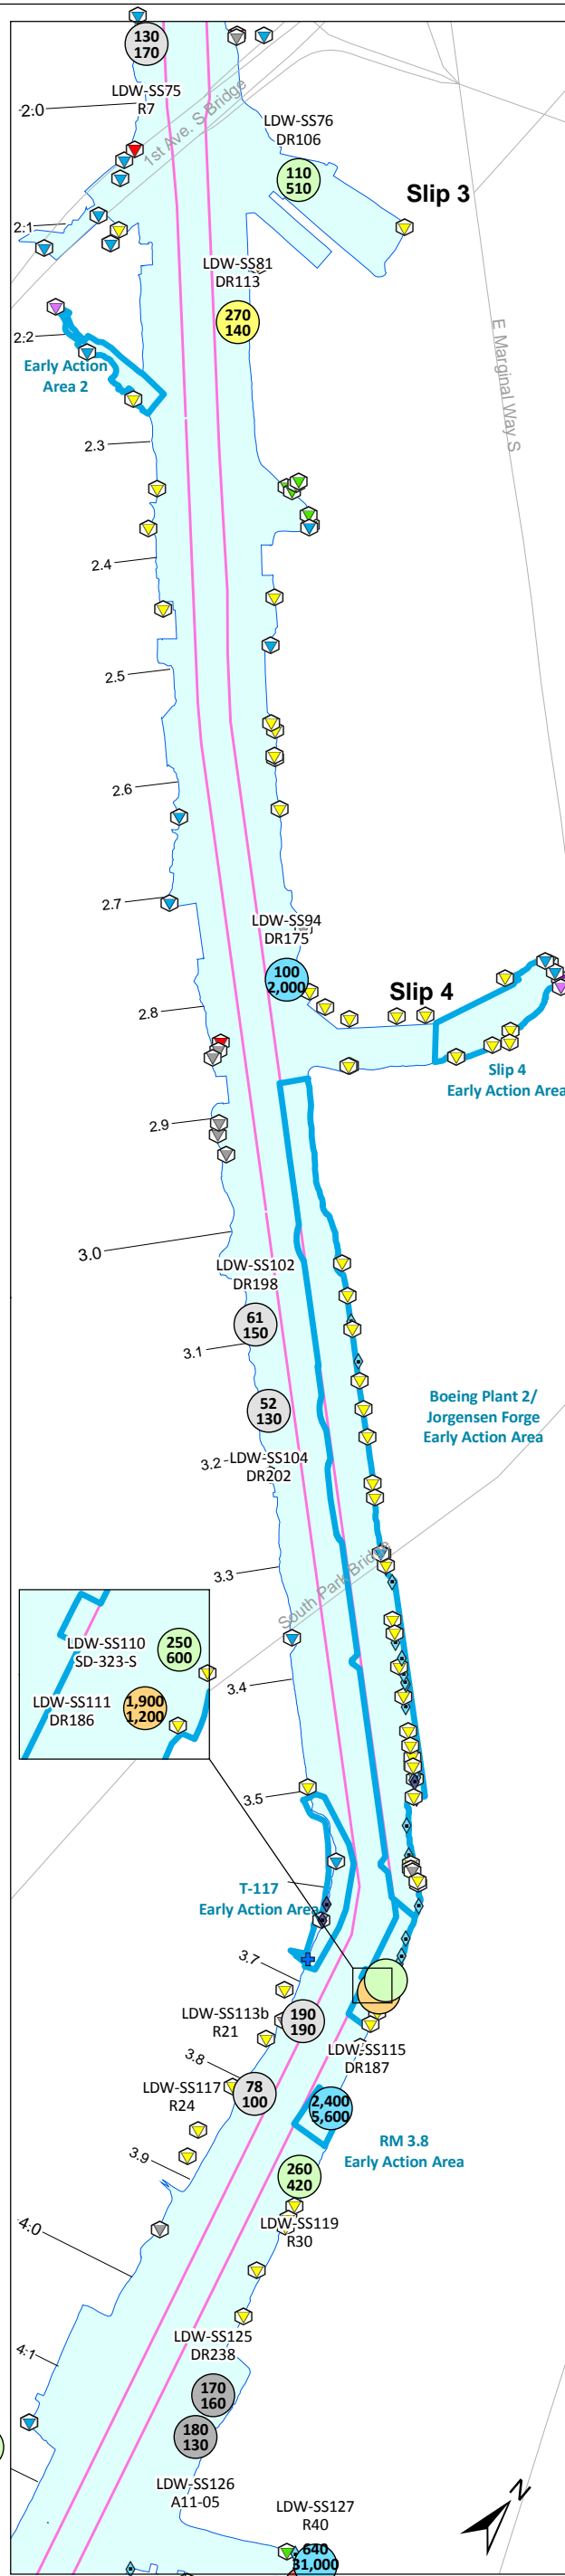 130
170
LDW-SS75
R7
2.0
1st Ave. S Bridge
LDW-SS76
DR106
110
510
Slip 3
2.1
LDW-SS81
DR113
270
140
2.2
Early Action
Area 2
E Marginal Way S
2.3
2.4
2.5
2.6
2.7
LDW-SS94
DR175
100
2,000
Slip 4
2.8
Slip 4
Early Action Area
2.9
3.0
LDW-SS102
DR198
61
150
3.1
52
130
Boeing Plant 2/
Jorgensen Forge
Early Action Area
3.2
LDW-SS104
DR202
South Park Bridge
3.3
LDW-SS110
SD-323-S
250
600
LDW-SS111
DR186
1,900
1,200
3.4
3.5
T-117
Early Action Area
3.7
LDW-SS113b
R21
190
190
LDW-SS115
DR187
3.8
LDW-SS117
R24
78
100
2,400
5,600
RM 3.8
Early Action Area
3.9
260
420
LDW-SS119
R30
4.0
4.1
LDW-SS125
DR238
170
160
180
130
LDW-SS126
A11-05
LDW-SS127
R40
640
31,000
N